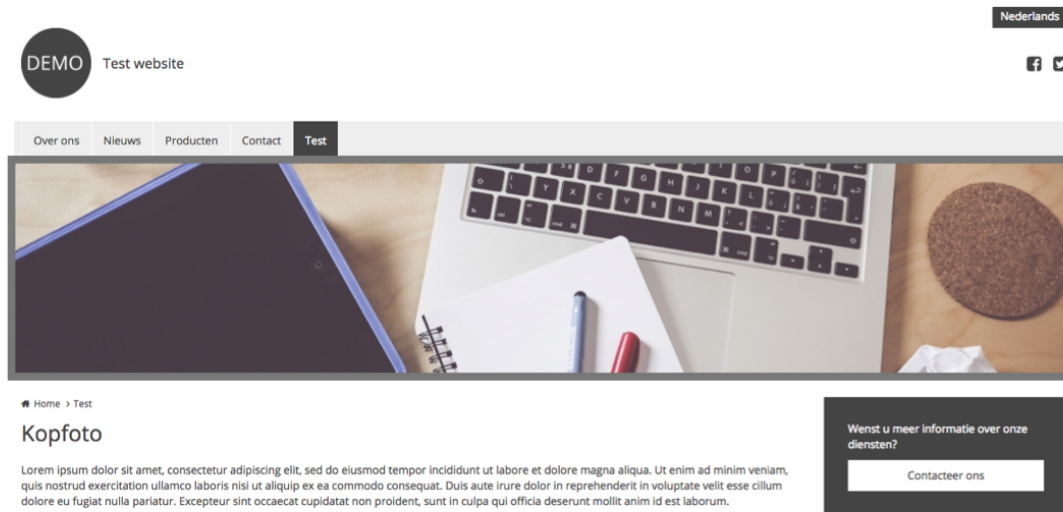 Nederlands
DEMO
Test website
Over ons Nieuws Producten Contact Test
Home > Test
Kopfoto
Lorem ipsum dolor sit amet, consectetur adipiscing elit, sed do eiusmod tempor incididunt ut labore et dolore magna aliqua. Ut enim ad minim veniam,
quis nostrud exercitation ullamco laboris nisi ut aliquip ex ea commodo consequat. Duis aute irure dolor in reprehenderit in voluptate velit esse cillum
dolore eu fugiat nulla pariatur. Excepteur sint occaecat cupidatat non proident, sunt in culpa qui officia deserunt mollit anim id est laborum.
Wenst u meer informatie over onze
diensten?
Contacteer ons